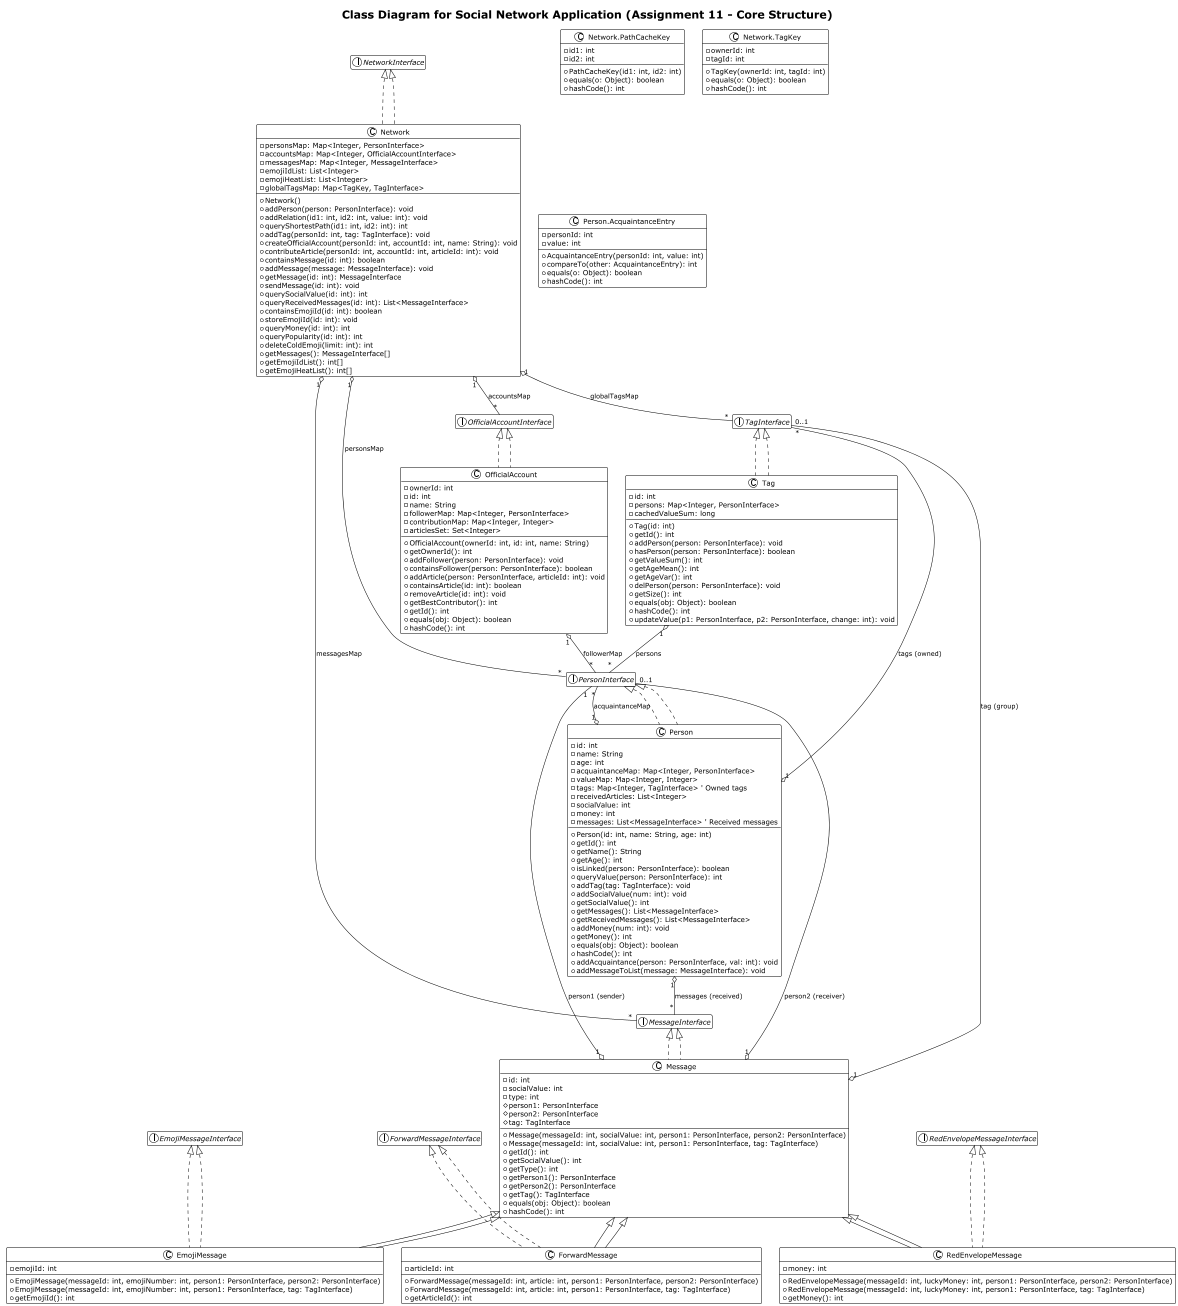 Class Diagram for Social Network Application (Assignment 11 - Core Structure)
C Network.PathCacheKey
id1: int
id2: int
PathCacheKey(id1: int, id2: int)
equals(o: Object): boolean
hashCode(): int
C Network.TagKey
ownerId: int
tagId: int
TagKey(ownerId: int, tagId: int)
equals(o: Object): boolean
hashCode(): int
I NetworkInterface
C Network
personsMap: Map<Integer, PersonInterface>
accountsMap: Map<Integer, OfficialAccountInterface>
messagesMap: Map<Integer, MessageInterface>
emojiIdList: List<Integer>
emojiHeatList: List<Integer>
globalTagsMap: Map<TagKey, TagInterface>
Network()
addPerson(person: PersonInterface): void
addRelation(id1: int, id2: int, value: int): void
queryShortestPath(id1: int, id2: int): int
addTag(personId: int, tag: TagInterface): void
createOfficialAccount(personId: int, accountId: int, name: String): void
contributeArticle(personId: int, accountId: int, articleId: int): void
containsMessage(id: int): boolean
addMessage(message: MessageInterface): void
getMessage(id: int): MessageInterface
sendMessage(id: int): void
querySocialValue(id: int): int
queryReceivedMessages(id: int): List<MessageInterface>
containsEmojiId(id: int): boolean
storeEmojiId(id: int): void
queryMoney(id: int): int
queryPopularity(id: int): int
deleteColdEmoji(limit: int): int
getMessages(): MessageInterface[]
getEmojiIdList(): int[]
getEmojiHeatList(): int[]
C Person.AcquaintanceEntry
personId: int
value: int
AcquaintanceEntry(personId: int, value: int)
compareTo(other: AcquaintanceEntry): int
equals(o: Object): boolean
hashCode(): int
1
1
1
1
accountsMap
*
globalTagsMap
*
personsMap
I OfficialAccountInterface
I TagInterface
0..1
*
C OfficialAccount
ownerId: int
id: int
name: String
followerMap: Map<Integer, PersonInterface>
contributionMap: Map<Integer, Integer>
articlesSet: Set<Integer>
OfficialAccount(ownerId: int, id: int, name: String)
getOwnerId(): int
addFollower(person: PersonInterface): void
containsFollower(person: PersonInterface): boolean
addArticle(person: PersonInterface, articleId: int): void
containsArticle(id: int): boolean
removeArticle(id: int): void
getBestContributor(): int
getId(): int
equals(obj: Object): boolean
hashCode(): int
C Tag
id: int
persons: Map<Integer, PersonInterface>
cachedValueSum: long
Tag(id: int)
getId(): int
addPerson(person: PersonInterface): void
hasPerson(person: PersonInterface): boolean
getValueSum(): int
getAgeMean(): int
getAgeVar(): int
delPerson(person: PersonInterface): void
getSize(): int
equals(obj: Object): boolean
hashCode(): int
updateValue(p1: PersonInterface, p2: PersonInterface, change: int): void
1
1
messagesMap
followerMap
persons
tags (owned)
*
*
*
I PersonInterface
0..1
1
*
acquaintanceMap
tag (group)
1
C Person
id: int
name: String
age: int
acquaintanceMap: Map<Integer, PersonInterface>
valueMap: Map<Integer, Integer>
tags: Map<Integer, TagInterface> ' Owned tags
receivedArticles: List<Integer>
socialValue: int
money: int
messages: List<MessageInterface> ' Received messages
Person(id: int, name: String, age: int)
getId(): int
getName(): String
getAge(): int
isLinked(person: PersonInterface): boolean
queryValue(person: PersonInterface): int
addTag(tag: TagInterface): void
addSocialValue(num: int): void
getSocialValue(): int
getMessages(): List<MessageInterface>
getReceivedMessages(): List<MessageInterface>
addMoney(num: int): void
getMoney(): int
equals(obj: Object): boolean
hashCode(): int
addAcquaintance(person: PersonInterface, val: int): void
addMessageToList(message: MessageInterface): void
1
1
person1 (sender)
messages (received)
person2 (receiver)
*
*
I MessageInterface
1
1
1
C Message
id: int
socialValue: int
type: int
person1: PersonInterface
person2: PersonInterface
tag: TagInterface
Message(messageId: int, socialValue: int, person1: PersonInterface, person2: PersonInterface)
Message(messageId: int, socialValue: int, person1: PersonInterface, tag: TagInterface)
getId(): int
getSocialValue(): int
getType(): int
getPerson1(): PersonInterface
getPerson2(): PersonInterface
getTag(): TagInterface
equals(obj: Object): boolean
hashCode(): int
I EmojiMessageInterface
I ForwardMessageInterface
I RedEnvelopeMessageInterface
C EmojiMessage
emojiId: int
EmojiMessage(messageId: int, emojiNumber: int, person1: PersonInterface, person2: PersonInterface)
EmojiMessage(messageId: int, emojiNumber: int, person1: PersonInterface, tag: TagInterface)
getEmojiId(): int
C ForwardMessage
articleId: int
ForwardMessage(messageId: int, article: int, person1: PersonInterface, person2: PersonInterface)
ForwardMessage(messageId: int, article: int, person1: PersonInterface, tag: TagInterface)
getArticleId(): int
C RedEnvelopeMessage
money: int
RedEnvelopeMessage(messageId: int, luckyMoney: int, person1: PersonInterface, person2: PersonInterface)
RedEnvelopeMessage(messageId: int, luckyMoney: int, person1: PersonInterface, tag: TagInterface)
getMoney(): int